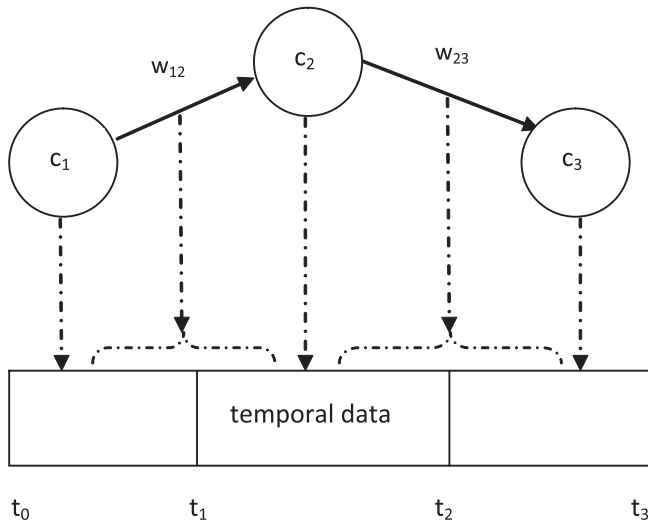 c₂
w₁₂
w₂₃
c₁
c₃
temporal data
t₀ t₁ t₂ t₃